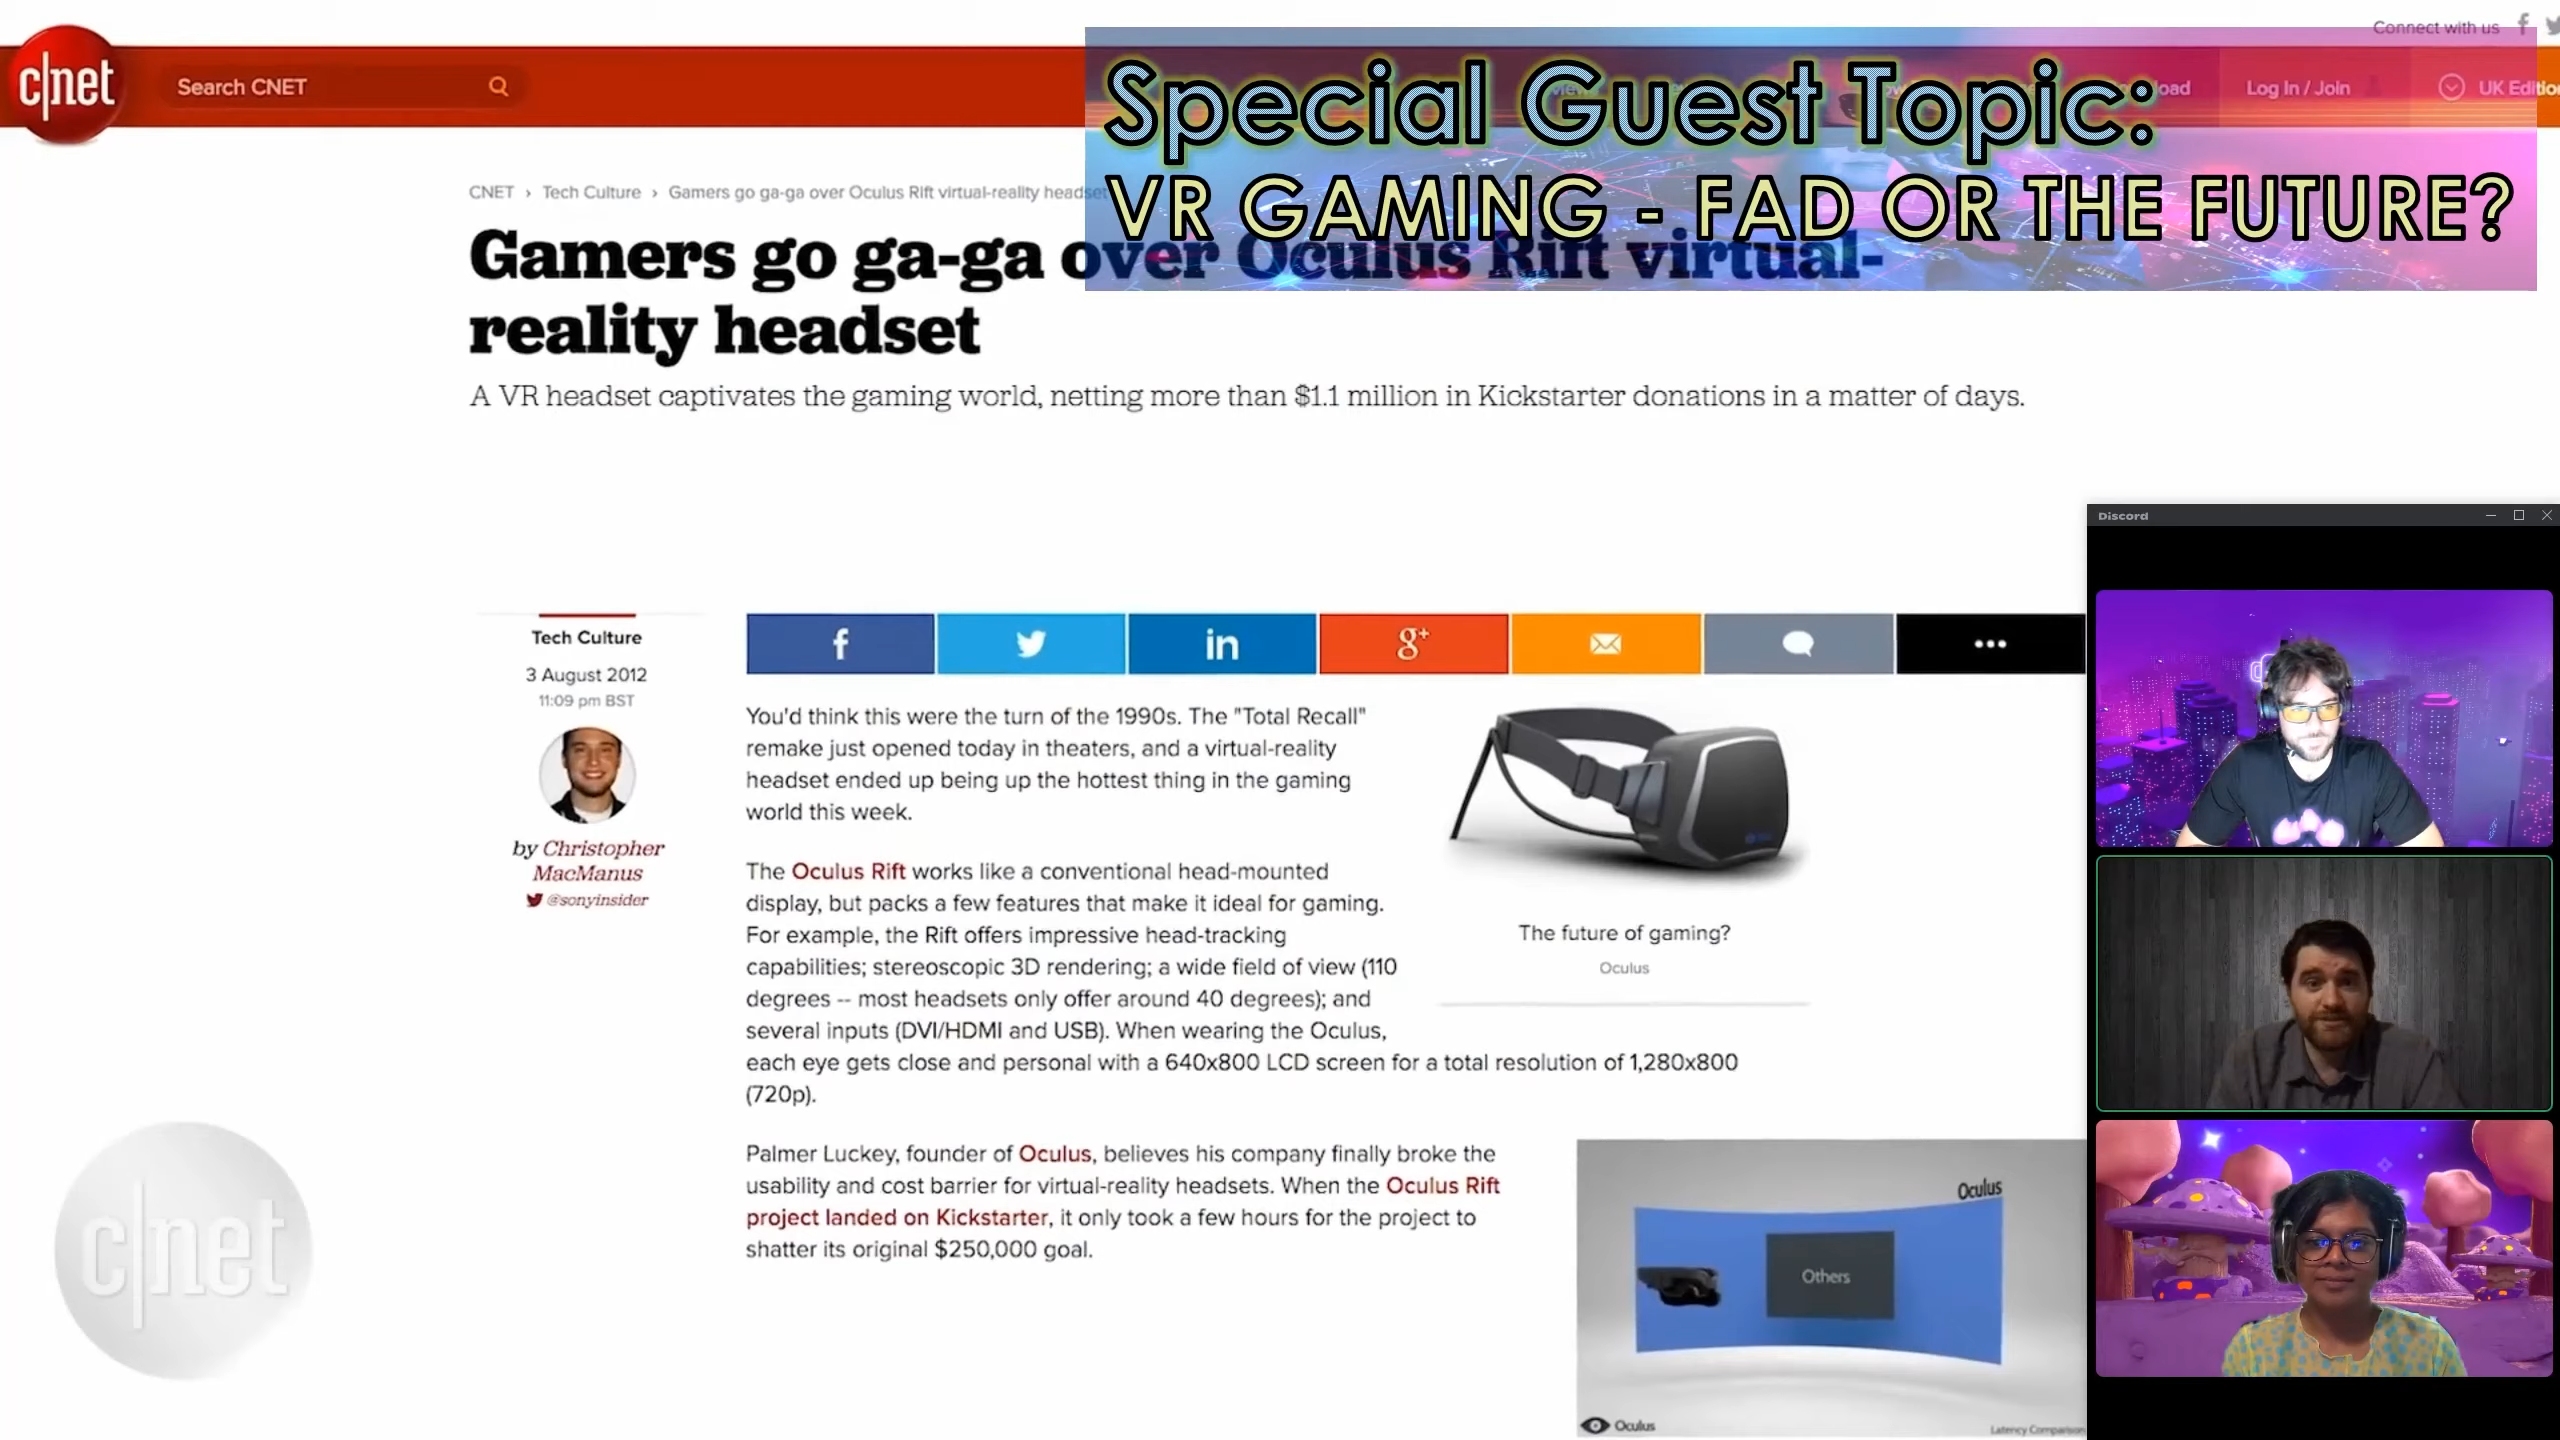 Connect with us
c|net
Search CNET
load
Log In / Join
UK Edition
Special Guest Topic:
VR GAMING - FAD OR THE FUTURE?
CNET › Tech Culture › Gamers go ga-ga over Oculus Rift virtual-reality headset
Gamers go ga-ga over Oculus Rift virtual-
reality headset
A VR headset captivates the gaming world, netting more than $1.1 million in Kickstarter donations in a matter of days.
Discord
Tech Culture
3 August 2012
11:09 pm BST
by Christopher
MacManus
@sonyinsider
f
in
g+
...
You'd think this were the turn of the 1990s. The "Total Recall"
remake just opened today in theaters, and a virtual-reality
headset ended up being up the hottest thing in the gaming
world this week.
The Oculus Rift works like a conventional head-mounted
display, but packs a few features that make it ideal for gaming.
For example, the Rift offers impressive head-tracking
capabilities; stereoscopic 3D rendering; a wide field of view (110
degrees -- most headsets only offer around 40 degrees); and
several inputs (DVI/HDMI and USB). When wearing the Oculus,
each eye gets close and personal with a 640x800 LCD screen for a total resolution of 1,280x800
(720p).
The future of gaming?
Oculus
Palmer Luckey, founder of Oculus, believes his company finally broke the
usability and cost barrier for virtual-reality headsets. When the Oculus Rift
project landed on Kickstarter, it only took a few hours for the project to
shatter its original $250,000 goal.
Oculus
Others
Oculus
Latency Comparison
c|net